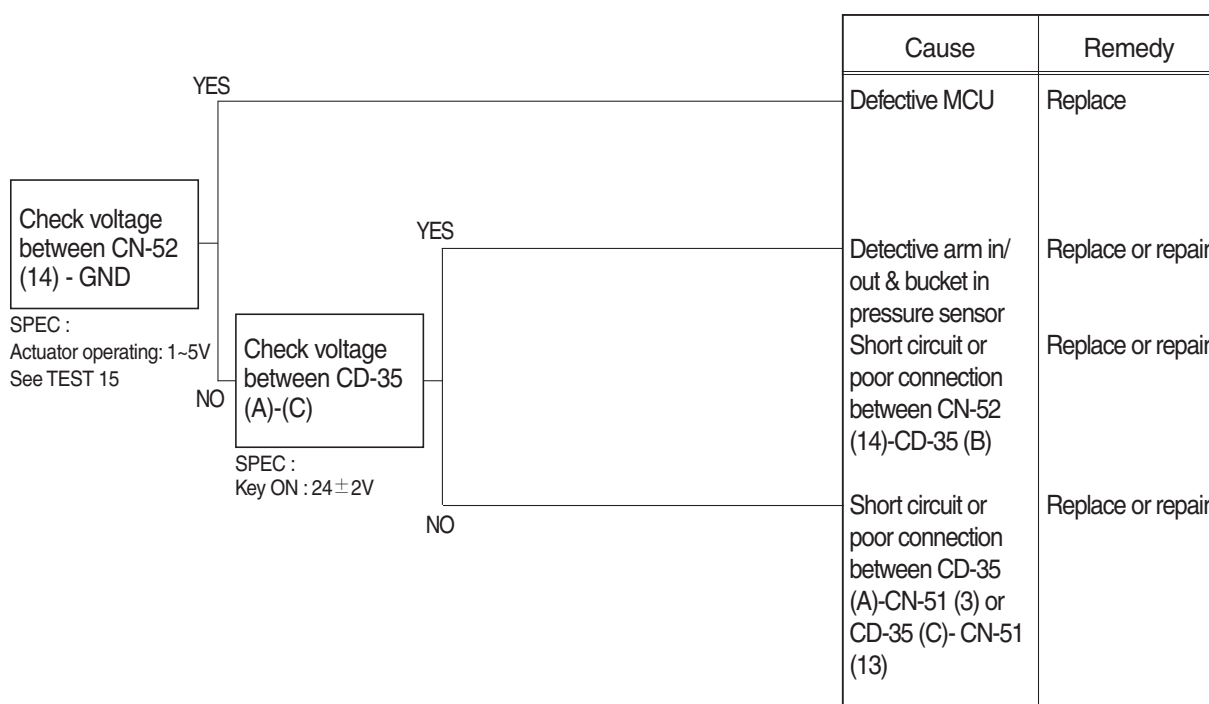 Cause
Remedy
YES
Defective MCU
Replace
Check voltage
between CN-52
(14) - GND
SPEC :
Actuator operating: 1~5V
See TEST 15
NO
YES
Check voltage
between CD-35
(A)-(C)
SPEC :
Key ON : 24±2V
NO
Detective arm in/
out & bucket in
pressure sensor
Replace or repair
Short circuit or
poor connection
between CN-52
(14)-CD-35 (B)
Replace or repair
Short circuit or
poor connection
between CD-35
(A)-CN-51 (3) or
CD-35 (C)- CN-51
(13)
Replace or repair